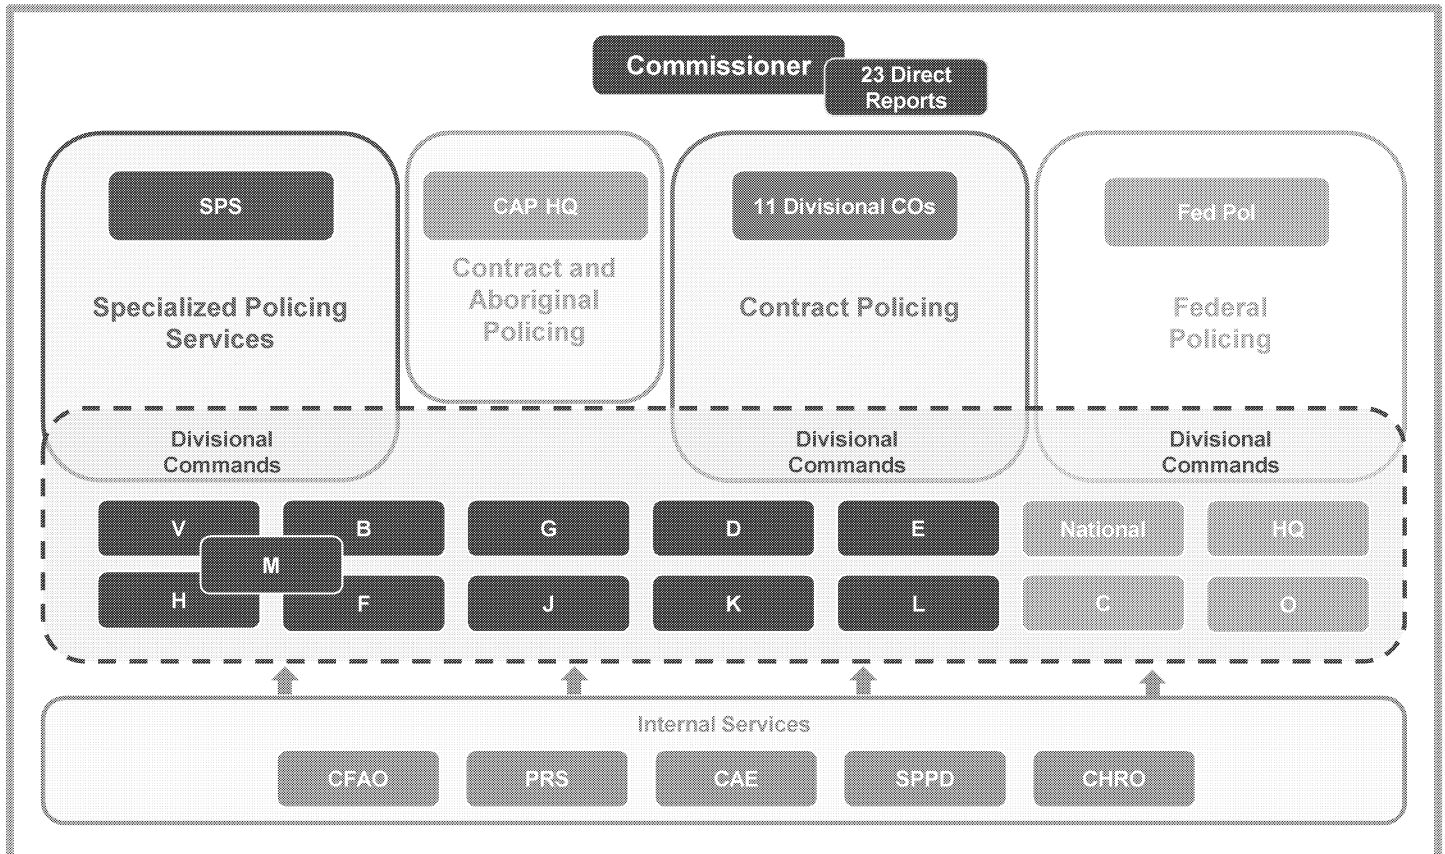 Commissioner
23 Direct
Reports
SPS
CAP HQ
11 Divisional COs
Fed Pol
Specialized Policing
Services
Contract and
Aboriginal
Policing
Contract Policing
Federal
Policing
Divisional
Commands
Divisional
Commands
Divisional
Commands
V
B
G
D
E
National
HQ
M
H
F
J
K
L
C
O
Internal Services
CFAO
PRS
CAE
SPPD
CHRO